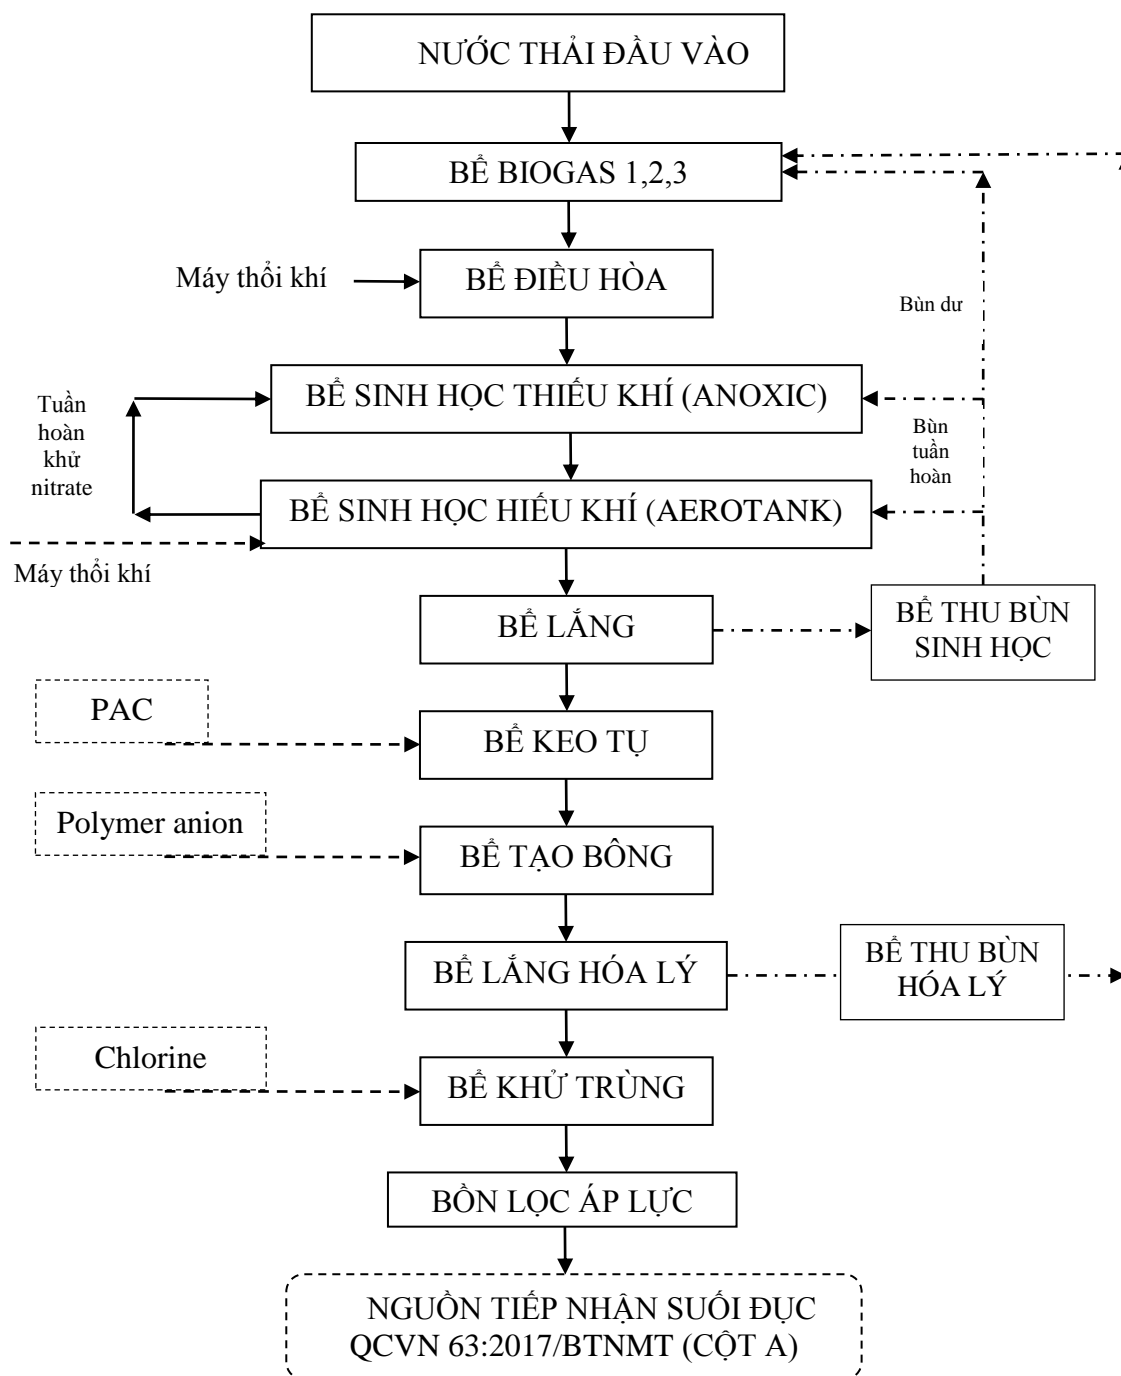 NƯỚC THẢI ĐẦU VÀO
BỂ BIOGAS 1,2,3
Máy thổi khí
BỂ ĐIỀU HÒA
Bùn dư
BỂ SINH HỌC THIẾU KHÍ (ANOXIC)
Tuần
hoàn
khử
nitrate
Bùn
tuần
hoàn
BỂ SINH HỌC HIẾU KHÍ (AEROTANK)
Máy thổi khí
BỂ LẮNG
BỂ THU BÙN
SINH HỌC
PAC
BỂ KEO TỤ
Polymer anion
BỂ TẠO BÔNG
BỂ LẮNG HÓA LÝ
BỂ THU BÙN
HÓA LÝ
Chlorine
BỂ KHỬ TRÙNG
BỒN LỌC ÁP LỰC
NGUỒN TIẾP NHẬN SUỐI ĐỤC
QCVN 63:2017/BTNMT (CỘT A)